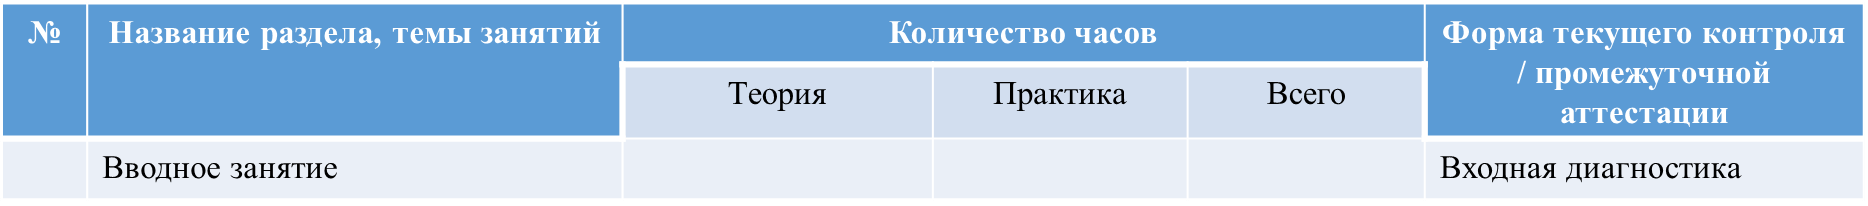 №
Название раздела, темы занятий
Количество часов
Форма текущего контроля
/ промежуточной
аттестации
Теория
Практика
Всего
Вводное занятие
Входная диагностика